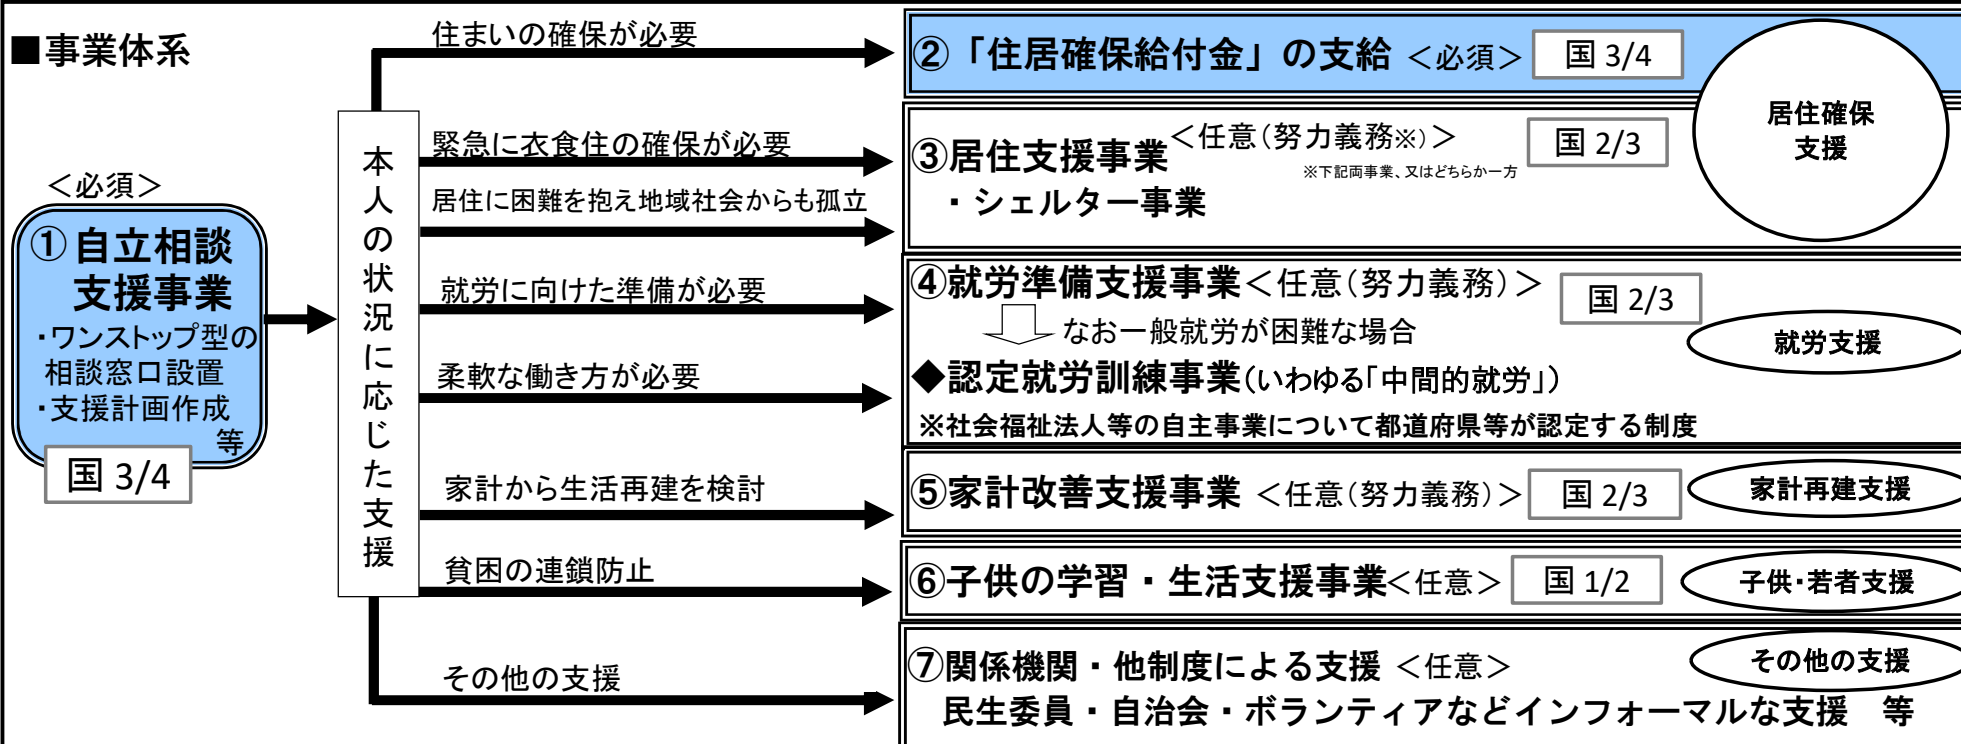 ■事業体系
＜必須＞
①自立相談
支援事業
・ワンストップ型の
相談窓口設置
・支援計画作成
等
国 3/4
本人の状況に応じた支援
住まいの確保が必要
②「住居確保給付金」の支給 ＜必須＞
国 3/4
緊急に衣食住の確保が必要
居住に困難を抱え地域社会からも孤立
③居住支援事業＜任意（努力義務※）＞
※下記両事業、又はどちらか一方
国 2/3
・シェルター事業
居住確保
支援
就労に向けた準備が必要
④就労準備支援事業＜任意（努力義務）＞
国 2/3
なお一般就労が困難な場合
柔軟な働き方が必要
◆認定就労訓練事業（いわゆる「中間的就労」）
※社会福祉法人等の自主事業について都道府県等が認定する制度
就労支援
家計から生活再建を検討
⑤家計改善支援事業 ＜任意（努力義務）＞
国 2/3
家計再建支援
貧困の連鎖防止
⑥子供の学習・生活支援事業＜任意＞
国 1/2
子供・若者支援
その他の支援
⑦関係機関・他制度による支援 ＜任意＞
民生委員・自治会・ボランティアなどインフォーマルな支援 等
その他の支援